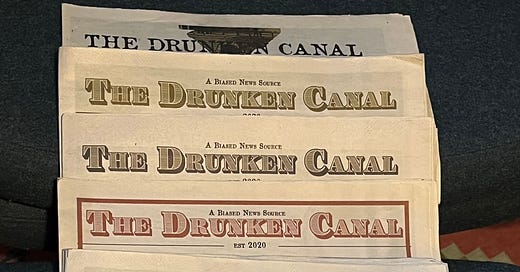 THE DRUNKEN CANAL
A Biased News Source
The Drunken Canal
A Biased News Source
The Drunken Canal
A Biased News Source
The Drunken Canal
EST 2020